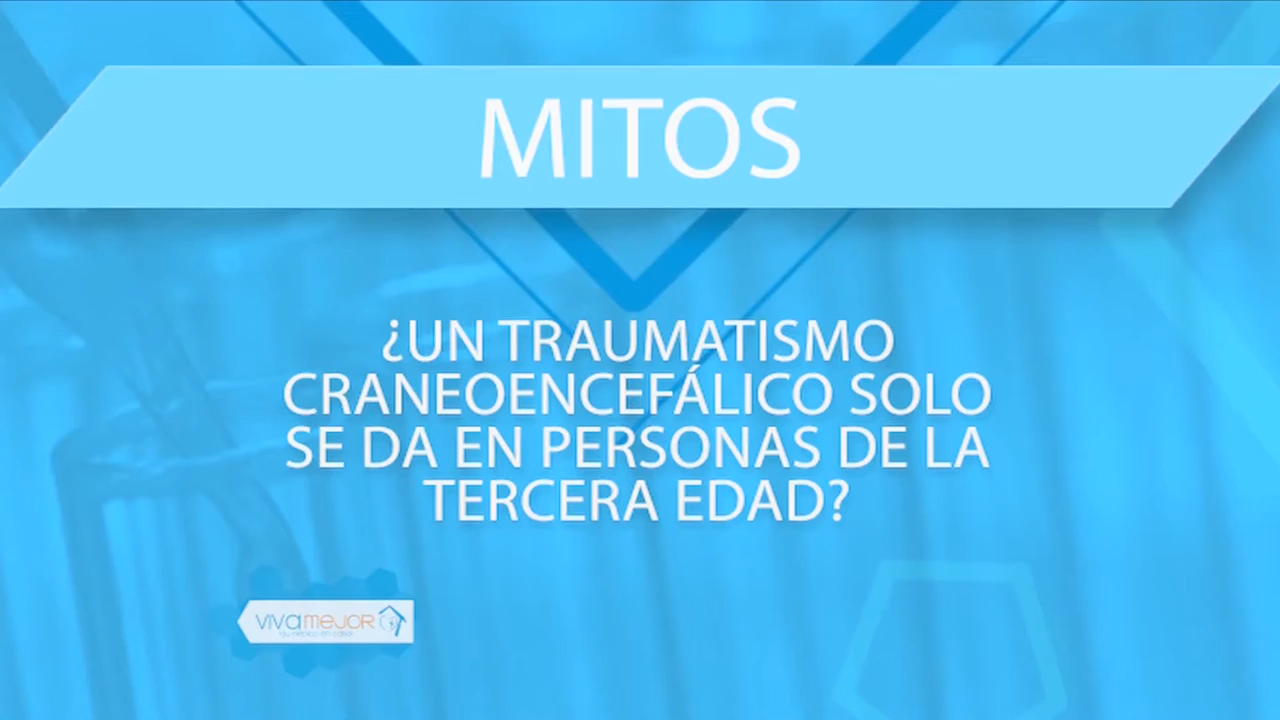 MITOS
¿UN TRAUMATISMO
CRANEOENCEFÁLICO SOLO
SE DA EN PERSONAS DE LA
TERCERA EDAD?
VIVAMEJOR